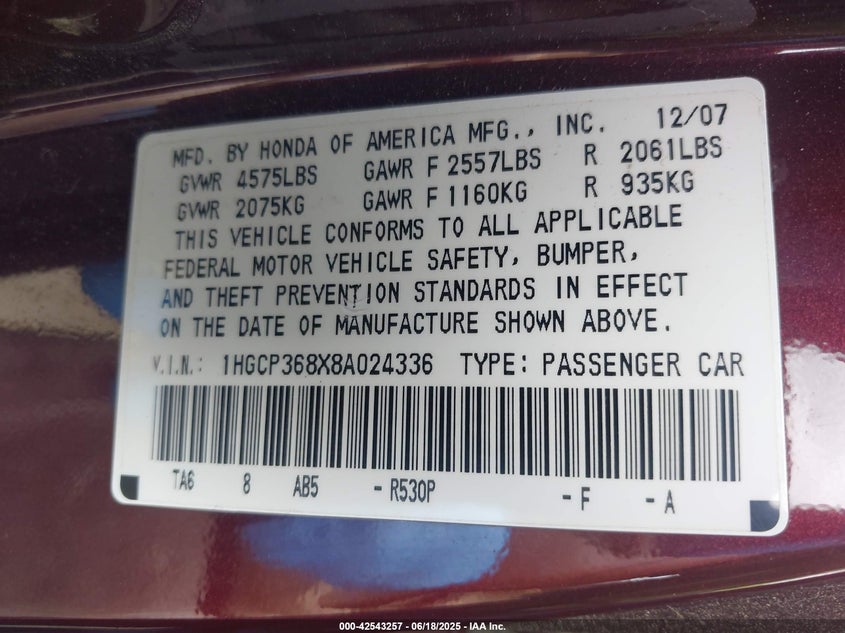 MFD. BY HONDA OF AMERICA MFG., INC. 12/07
GVWR 4575LBS GAWR F 2557LBS R 2061LBS
GVWR 2075KG GAWR F 1160KG R 935KG
THIS VEHICLE CONFORMS TO ALL APPLICABLE
FEDERAL MOTOR VEHICLE SAFETY, BUMPER,
AND THEFT PREVENTION STANDARDS IN EFFECT
ON THE DATE OF MANUFACTURE SHOWN ABOVE.
V.I.N.: 1HGCP368X8A024336 TYPE: PASSENGER CAR
TA6 8 AB5 -R530P -F -A
000-42543257 - 06/18/2025 - IAA Inc.